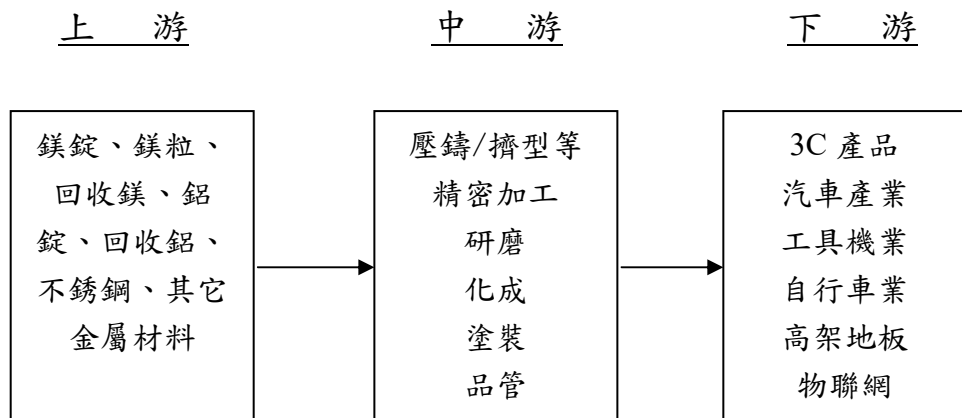 上 游
鎂錠、鎂粒、
回收鎂、鋁
錠、回收鋁、
不銹鋼、其它
金屬材料
中 游
壓鑄/擠型等
精密加工
研磨
化成
塗裝
品管
下 游
3C 產品
汽車產業
工具機業
自行車業
高架地板
物聯網